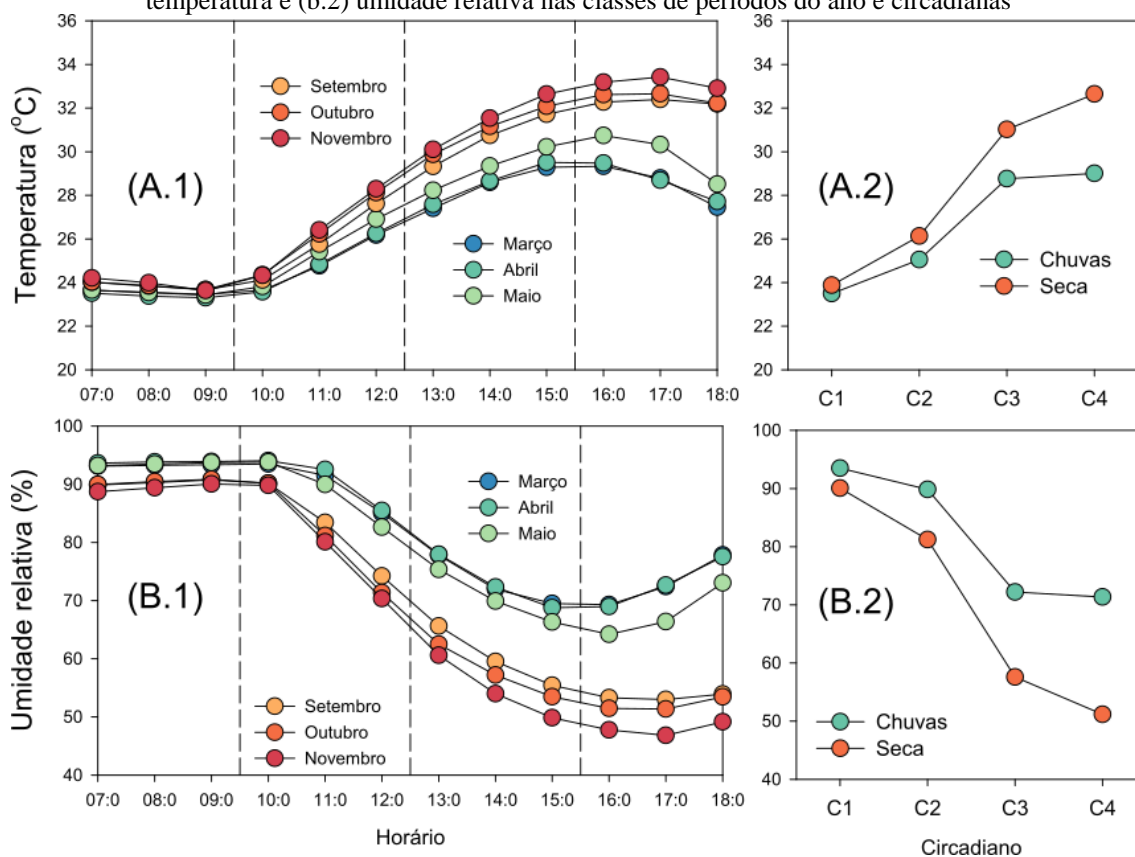 temperatura e (b.2) umidade relativa nas classes de períodos do ano e circadianas
Temperatura (°C)
36
34
32
30
28
26
24
22
20
Setembro
Outubro
Novembro
(A.1)
Março
Abril
Maio
07:0 08:0 09:0 10:0 11:0 12:0 13:0 14:0 15:0 16:0 17:0 18:0
36
34
32
30
28
26
24
22
20
(A.2)
Chuvas
Seca
C1 C2 C3 C4
Umidade relativa (%)
100
90
80
70
60
50
40
Março
Abril
Maio
(B.1)
Setembro
Outubro
Novembro
07:0 08:0 09:0 10:0 11:0 12:0 13:0 14:0 15:0 16:0 17:0 18:0
Horário
100
90
80
70
60
50
40
(B.2)
Chuvas
Seca
C1 C2 C3 C4
Circadiano